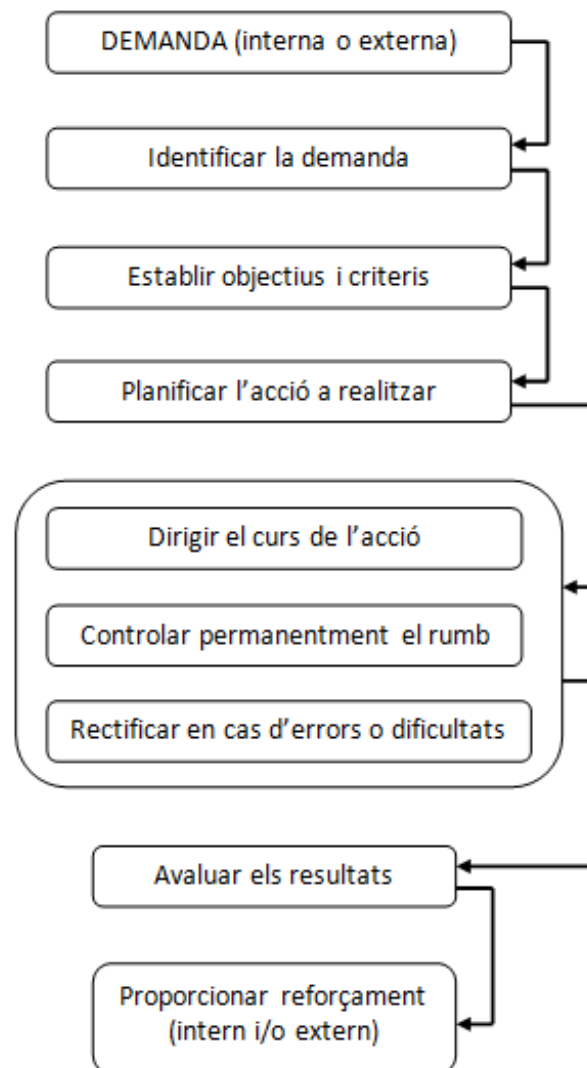 DEMANDA (interna o externa)
Identificar la demanda
Establir objectius i criteris
Planificar l’acció a realitzar
Dirigir el curs de l’acció
Controlar permanentment el rumb
Rectificar en cas d’errors o dificultats
Avaluar els resultats
Proporcionar reforçament
(intern i/o extern)